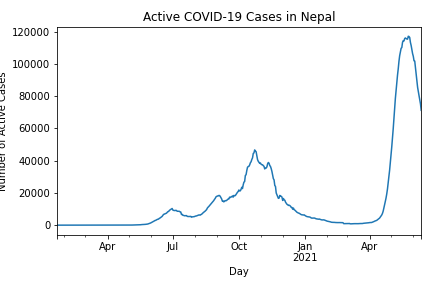 Active COVID-19 Cases in Nepal
120000
100000
80000
60000
40000
20000
0
Number of Active Cases
Apr
Jul
Oct
Jan
2021
Apr
Day